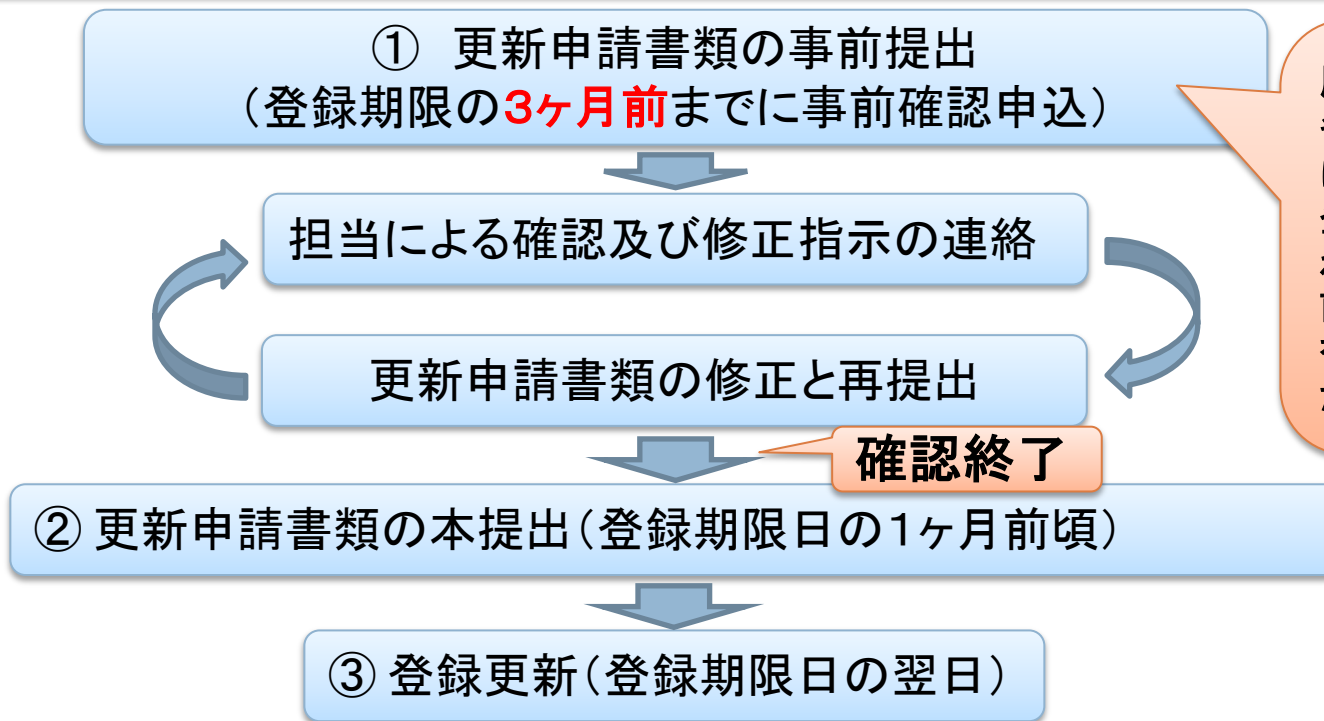 ① 更新申請書類の事前提出
（登録期限の３ヶ月前までに事前確認申込）
担当による確認及び修正指示の連絡
更新申請書類の修正と再提出
確認終了
② 更新申請書類の本提出（登録期限日の１ヶ月前頃）
③ 登録更新（登録期限日の翌日）